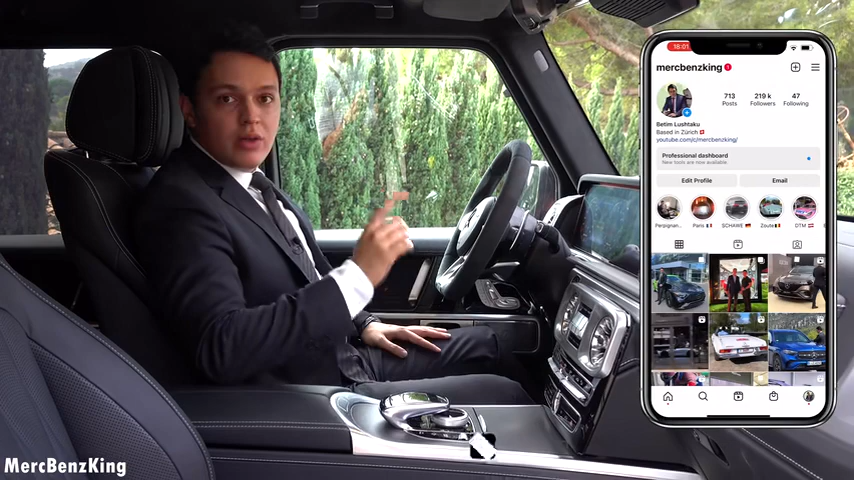 18:01
mercbenzking
713
Posts
219 k
Followers
47
Following
Betim Lushtaku
Based in Zürich
youtube.com/c/mercbenzking/
Professional dashboard
New tools are now available.
Edit Profile
Email
Perpignan...
Paris
SCHAWE
Zoute
DTM
MercBenzKing